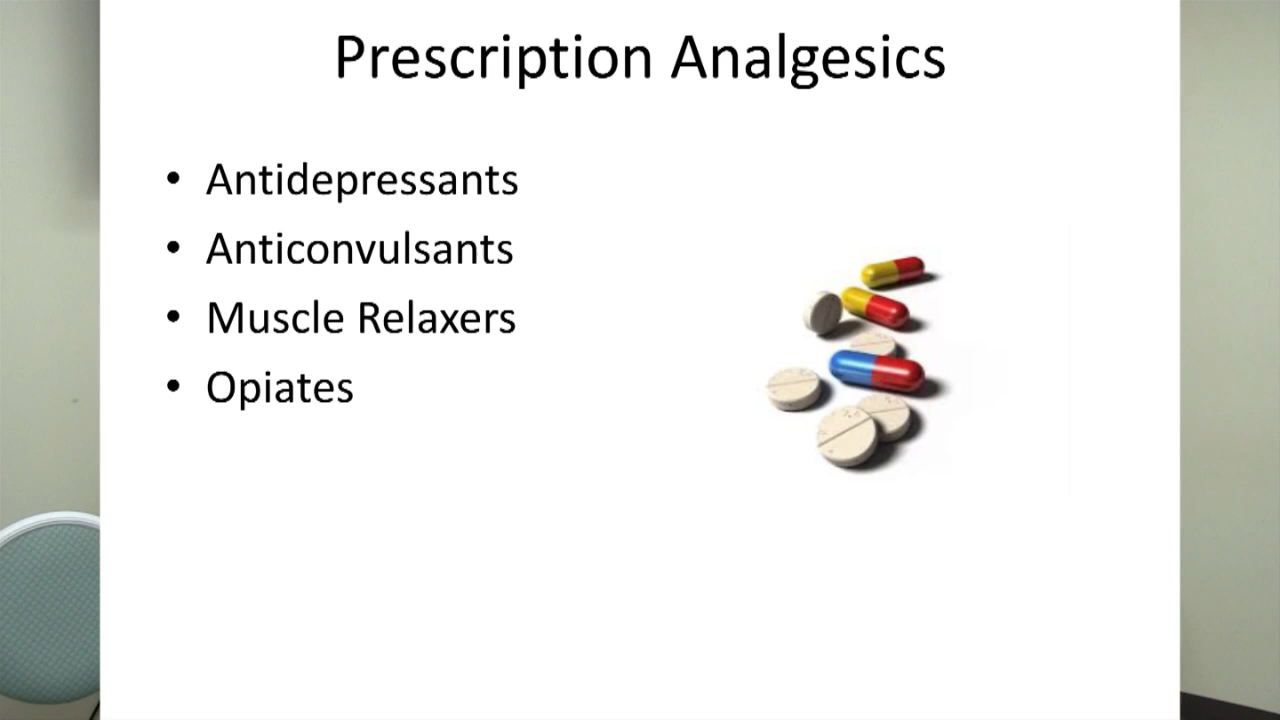 Prescription Analgesics
• Antidepressants
• Anticonvulsants
• Muscle Relaxers
• Opiates